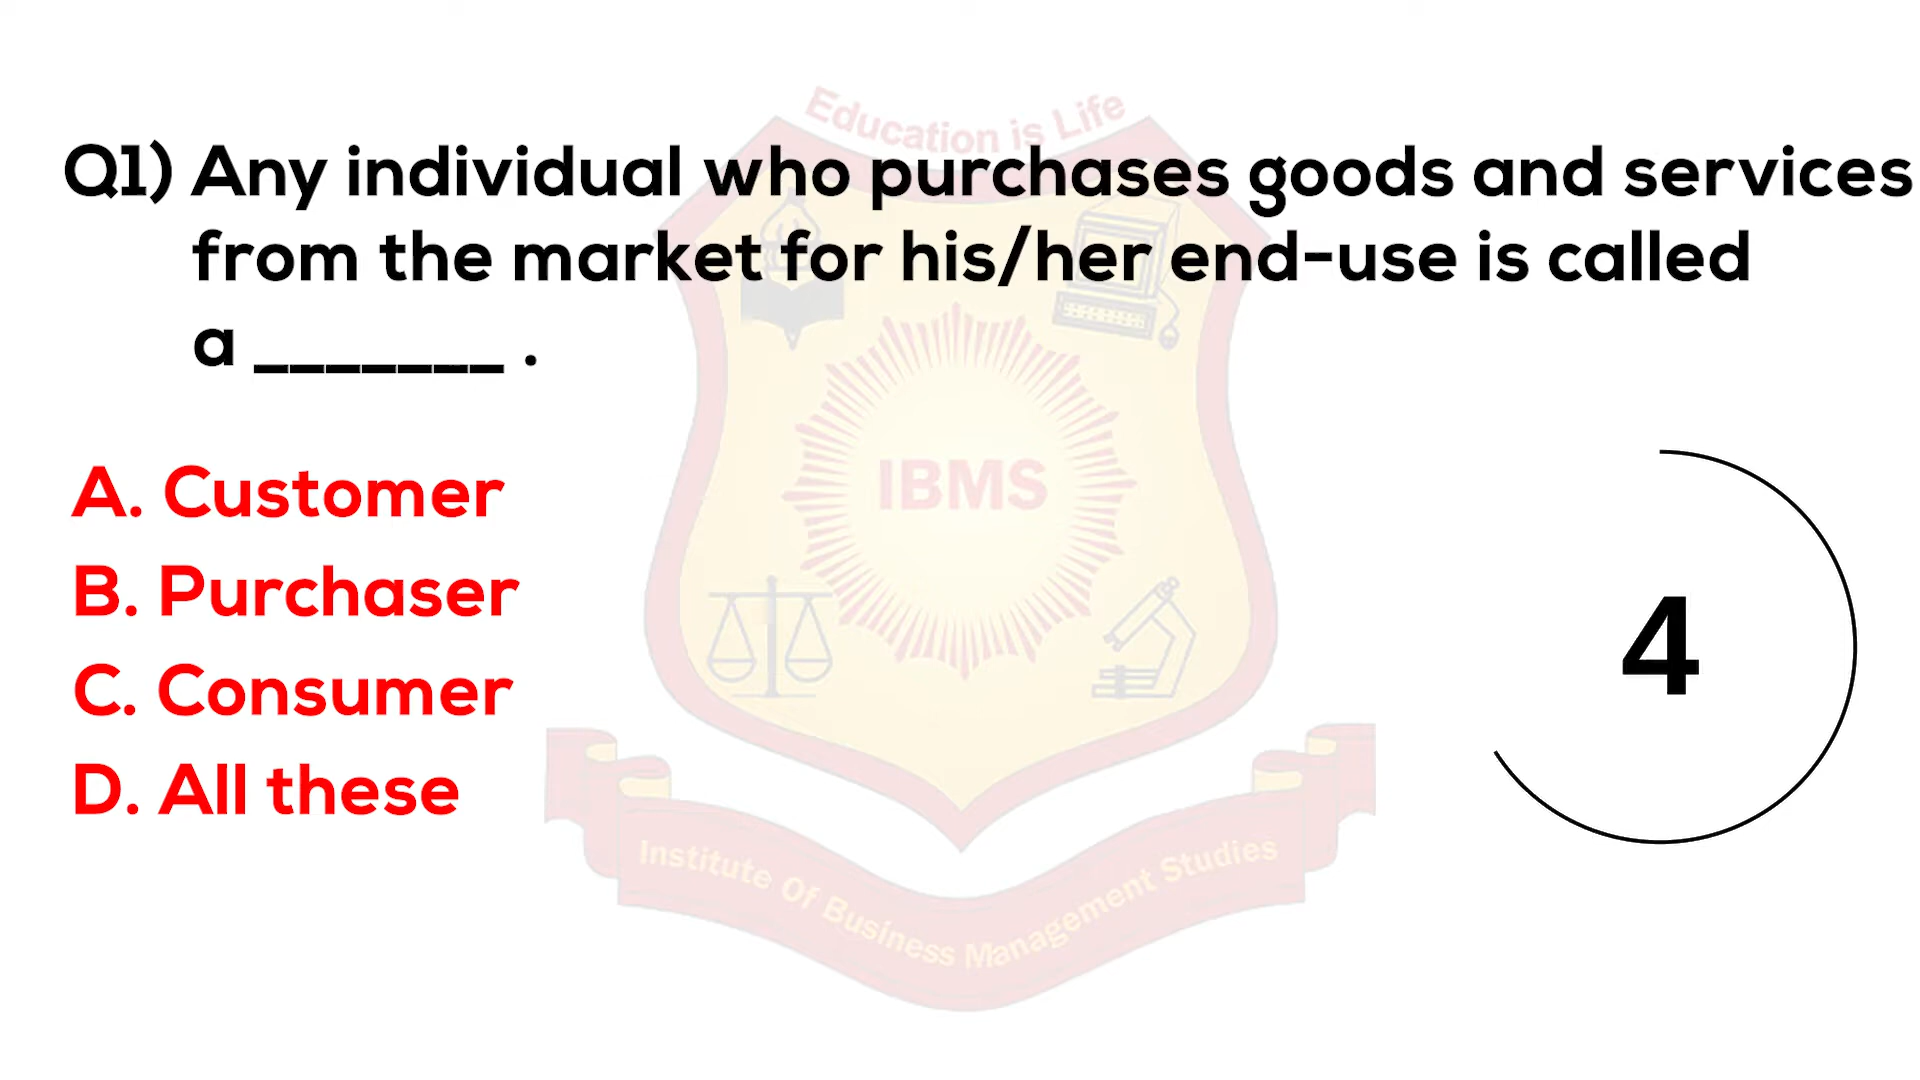 Education is Life
Q1) Any individual who purchases goods and services
from the market for his/her end-use is called
a _______ .
IBMS
A. Customer
B. Purchaser
C. Consumer
D. All these
4
Institute Of Business Management Studies